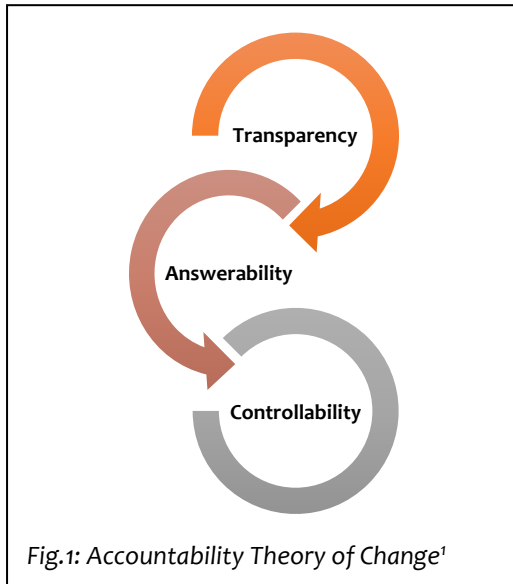 Transparency
Answerability
Controllability
Fig.1: Accountability Theory of Change¹